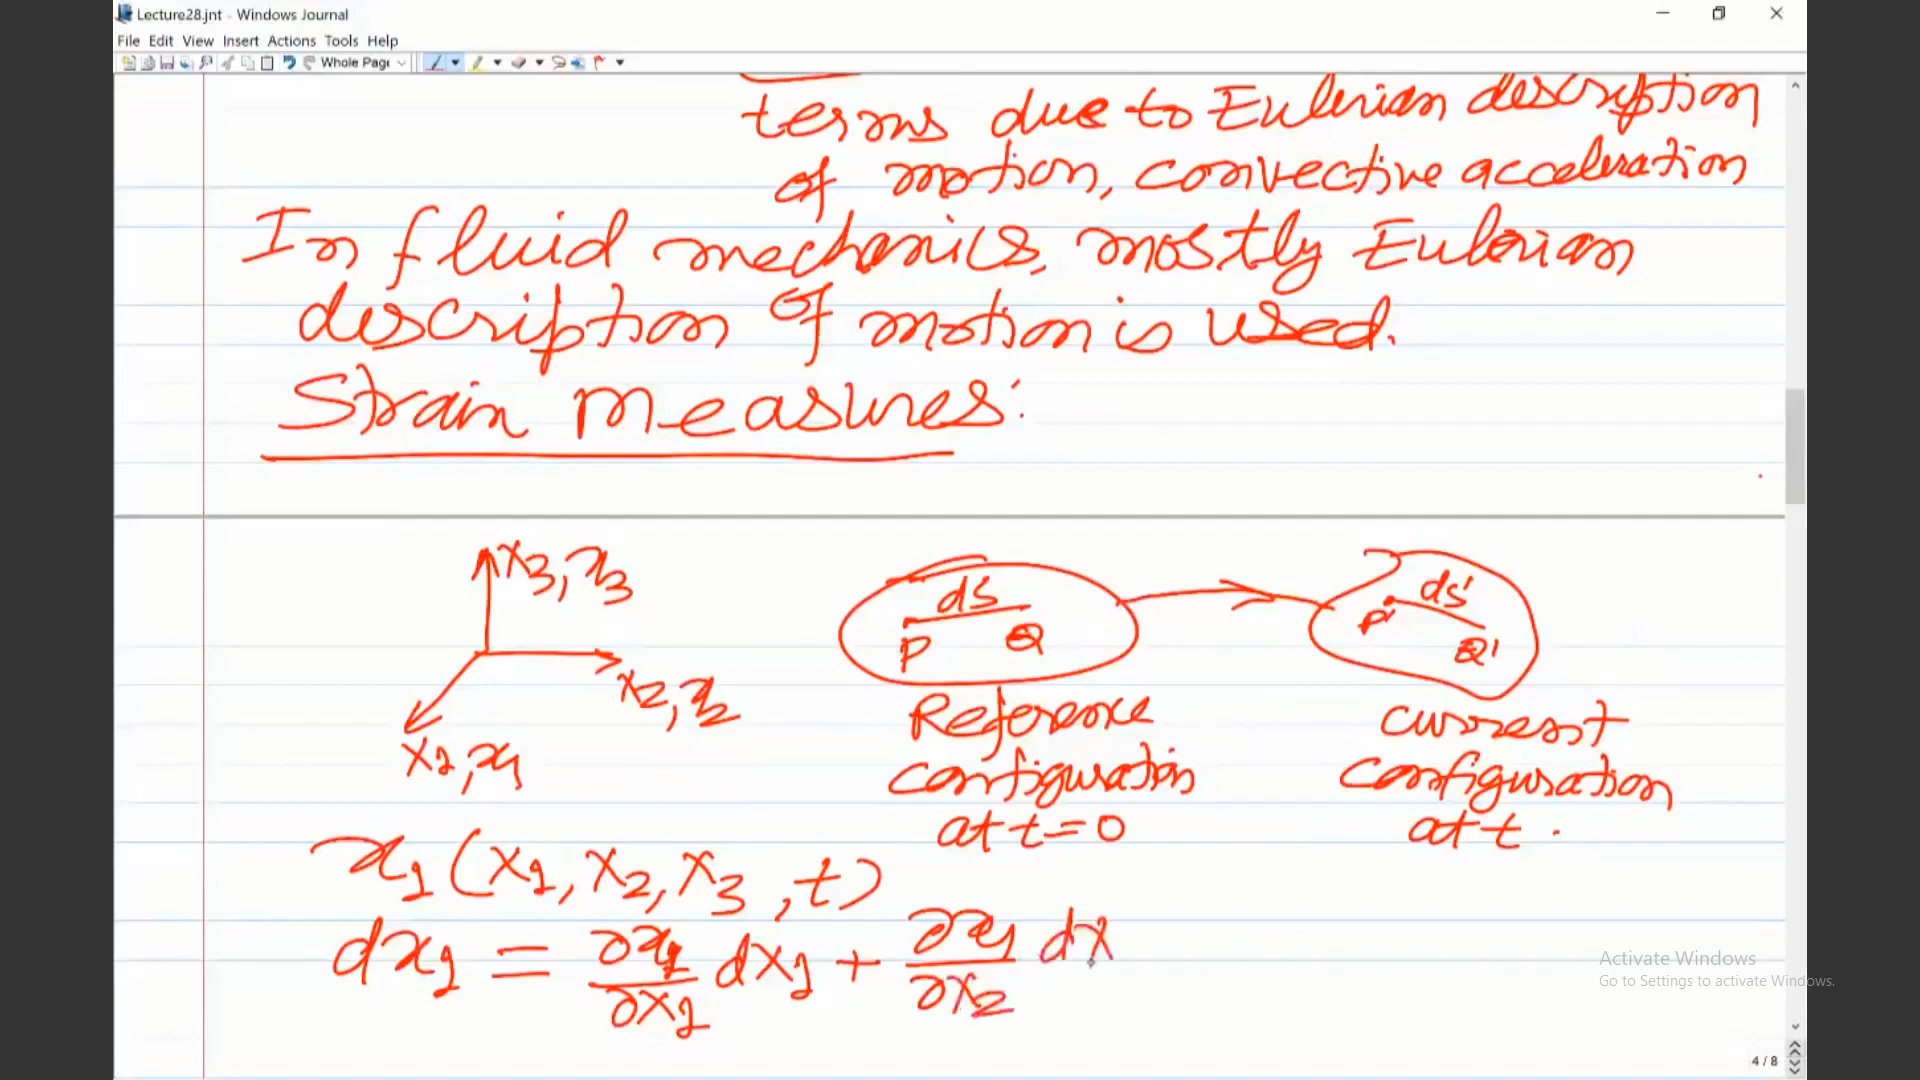 Lecture28.jnt - Windows Journal
File Edit View Insert Actions Tools Help
Whole Page
terms due to Eulerian description
of motion, convective acceleration
In fluid mechanics, mostly Eulerian
description of motion is used.
Strain Measures:
X3, x3
X2, x2
X1, x1
ds
P Q
ds'
P' Q'
Reference
configuration
at t=0
current
configuration
at t.
x1 (X1, X2, X3, t)
dx1 = ∂x1/∂X1 dX1 + ∂x1/∂X2 dX
Activate Windows
Go to Settings to activate Windows.
4 / 8